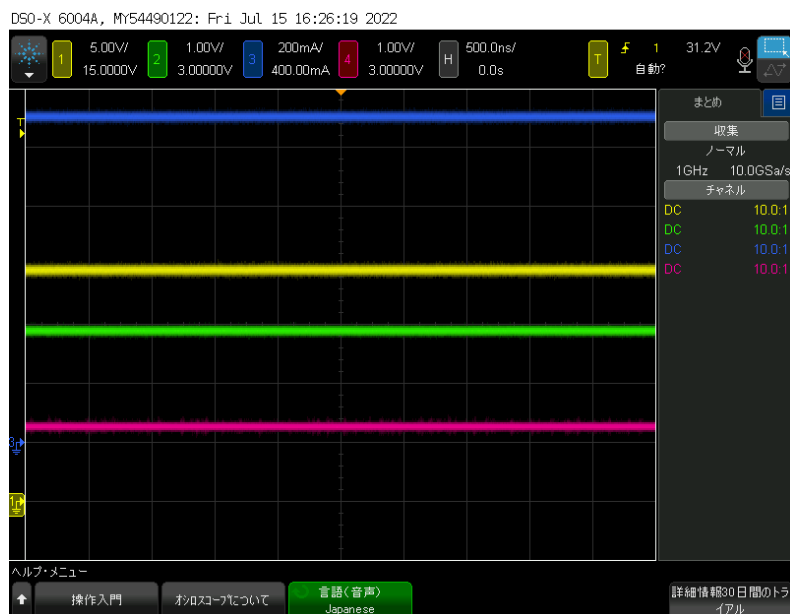 DSO-X 6004A, MY54490122: Fri Jul 15 16:26:19 2022
1 5.00V/ 2 1.00V/ 3 200mA/ 4 1.00V/ H 500.0ns/ T 1 31.2V
15.0000V 3.00000V 400.00mA 3.00000V 0.0s 自動?
まとめ
収集
ノーマル
1GHz 10.0GSa/s
チャネル
DC 10.0:1
DC 10.0:1
DC 10.0:1
DC 10.0:1
T
3
1
ヘルプ・メニュー
操作入門 オシロスコープについて 言語(音声) 詳細情報30日間のトラ
Japanese イアル